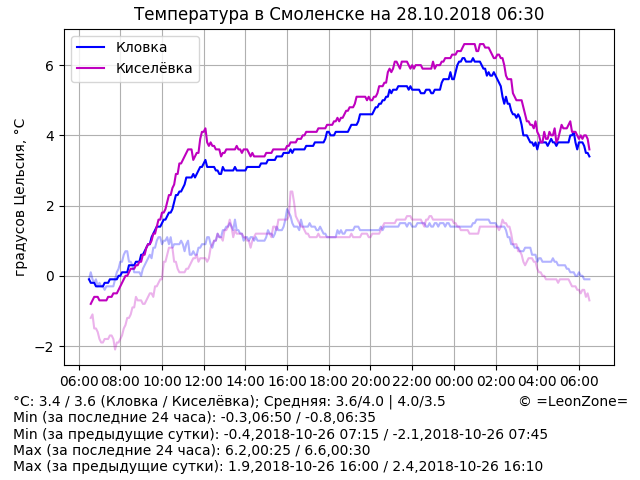 Температура в Смоленске на 28.10.2018 06:30
Кловка
Киселёвка
градусов Цельсия, °C
6
4
2
0
−2
06:00 08:00 10:00 12:00 14:00 16:00 18:00 20:00 22:00 00:00 02:00 04:00 06:00
°C: 3.4 / 3.6 (Кловка / Киселёвка); Средняя: 3.6/4.0 | 4.0/3.5 © =LeonZone=
Min (за последние 24 часа): -0.3,06:50 / -0.8,06:35
Min (за предыдущие сутки): -0.4,2018-10-26 07:15 / -2.1,2018-10-26 07:45
Max (за последние 24 часа): 6.2,00:25 / 6.6,00:30
Max (за предыдущие сутки): 1.9,2018-10-26 16:00 / 2.4,2018-10-26 16:10